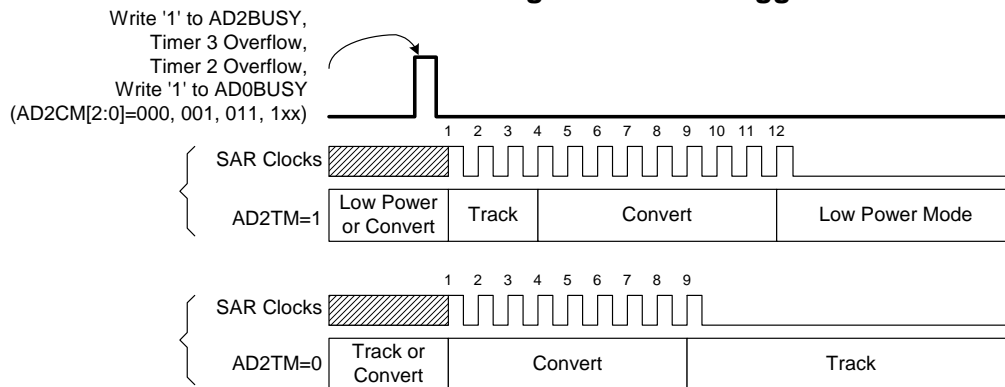 Write '1' to AD2BUSY,
Timer 3 Overflow,
Timer 2 Overflow,
Write '1' to AD0BUSY
(AD2CM[2:0]=000, 001, 011, 1xx)
1 2 3 4 5 6 7 8 9 10 11 12
SAR Clocks
AD2TM=1
Low Power
or Convert
Track
Convert
Low Power Mode
1 2 3 4 5 6 7 8 9
SAR Clocks
AD2TM=0
Track or
Convert
Convert
Track